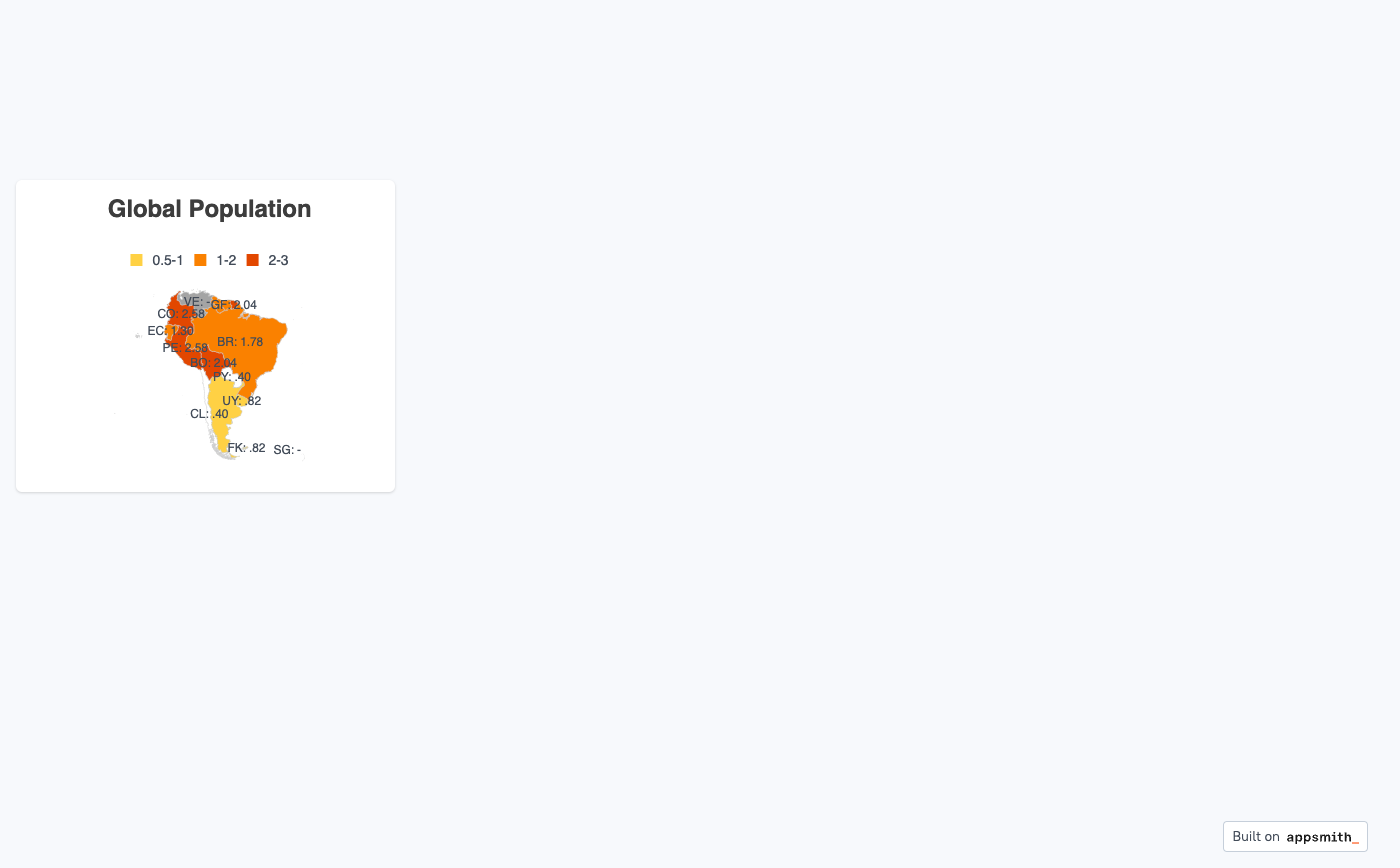 Global Population
0.5-1 1-2 2-3
VE: -
GF: 2.04
CO: 2.58
EC: 1.30
BR: 1.78
PE: 2.58
BO: 2.04
PY: .40
UY: .82
CL: .40
FK: .82
SG: -
Built on appsmith_